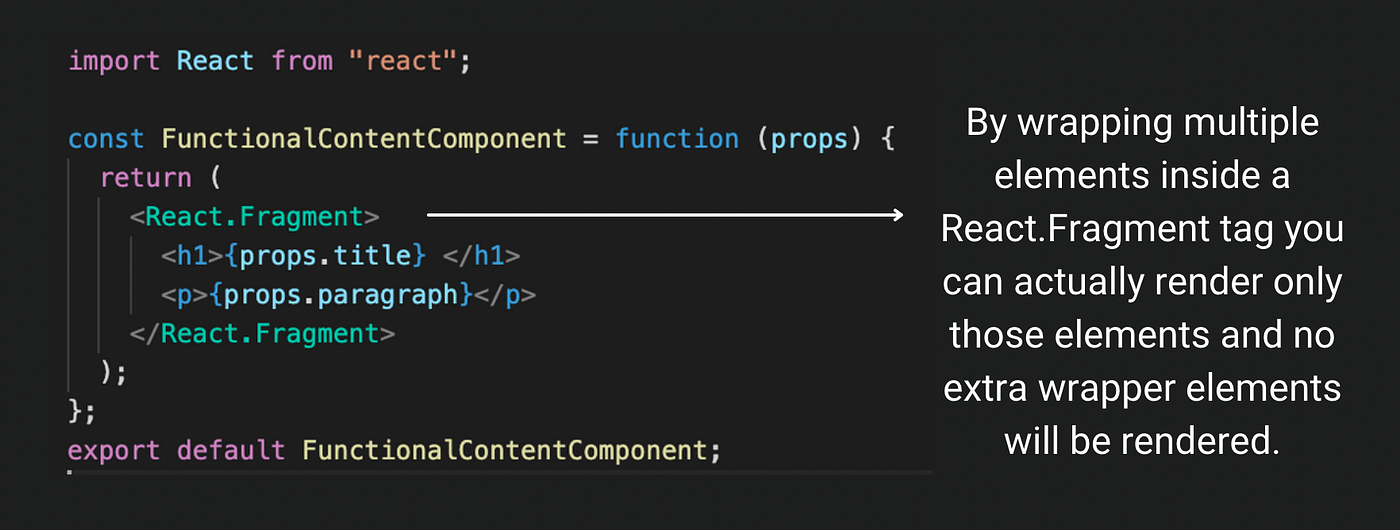 import React from "react";
const FunctionalContentComponent = function (props) {
return (
<React.Fragment>
<h1>{props.title} </h1>
<p>{props.paragraph}</p>
</React.Fragment>
);
};
export default FunctionalContentComponent;
By wrapping multiple
elements inside a
React.Fragment tag you
can actually render only
those elements and no
extra wrapper elements
will be rendered.